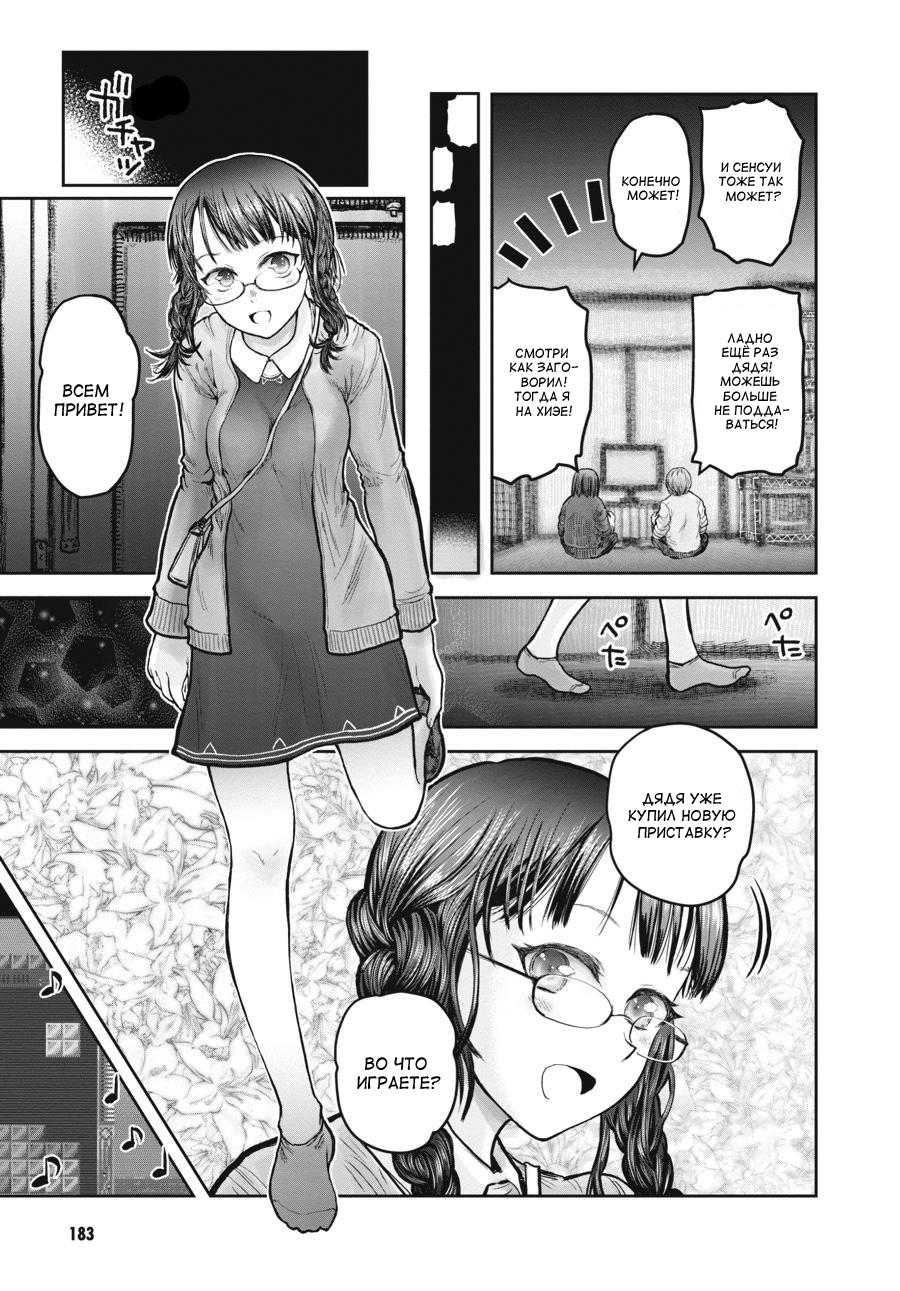 И СЕНСУИ
ТОЖЕ ТАК
МОЖЕТ?
КОНЕЧНО
МОЖЕТ!
ЛАДНО
ЕЩЁ РАЗ
ДЯДЯ!
МОЖЕШЬ
БОЛЬШЕ
НЕ ПОДДА-
ВАТЬСЯ!
СМОТРИ
КАК ЗАГО-
ВОРИЛ!
ТОГДА Я
НА ХИЭЕ!
ガチャッ
ВСЕМ
ПРИВЕТ!
ペた
ペた
ДЯДЯ УЖЕ
КУПИЛ НОВУЮ
ПРИСТАВКУ?
ВО ЧТО
ИГРАЕТЕ?
183